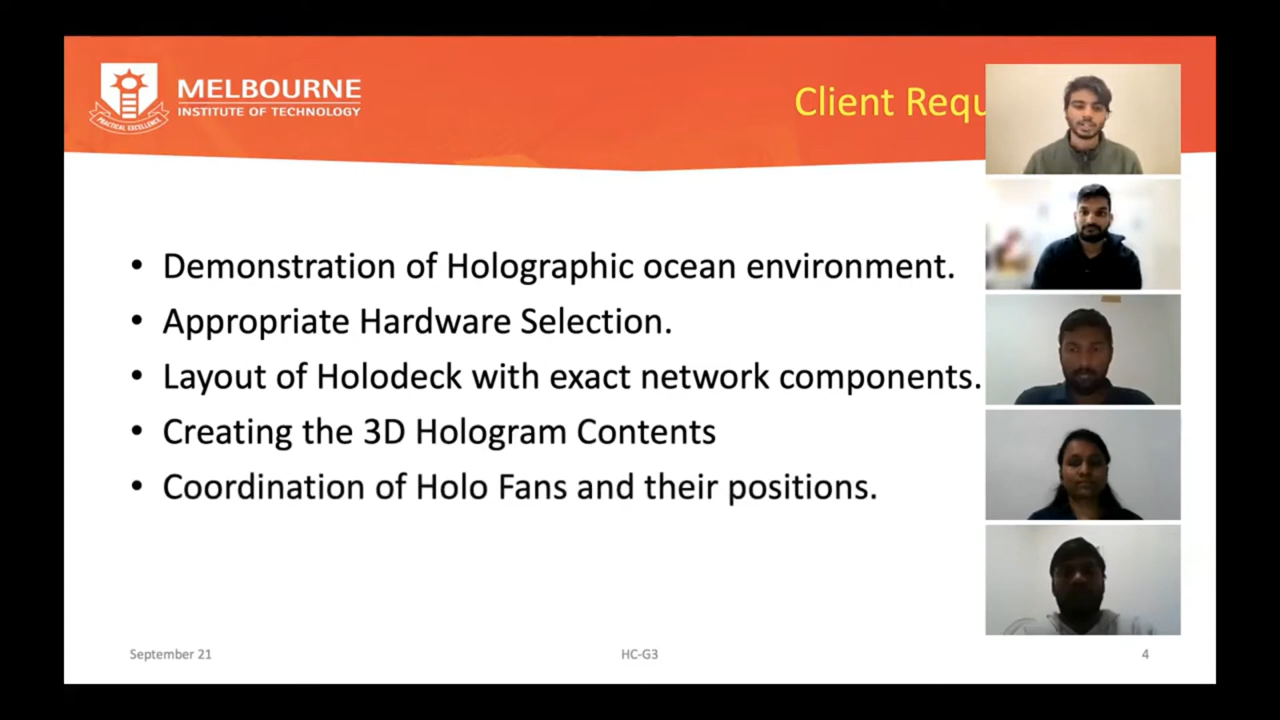 MELBOURNE
INSTITUTE OF TECHNOLOGY
PRACTICAL EXCELLENCE
Client Requ
• Demonstration of Holographic ocean environment.
• Appropriate Hardware Selection.
• Layout of Holodeck with exact network components.
• Creating the 3D Hologram Contents
• Coordination of Holo Fans and their positions.
September 21
HC-G3
4